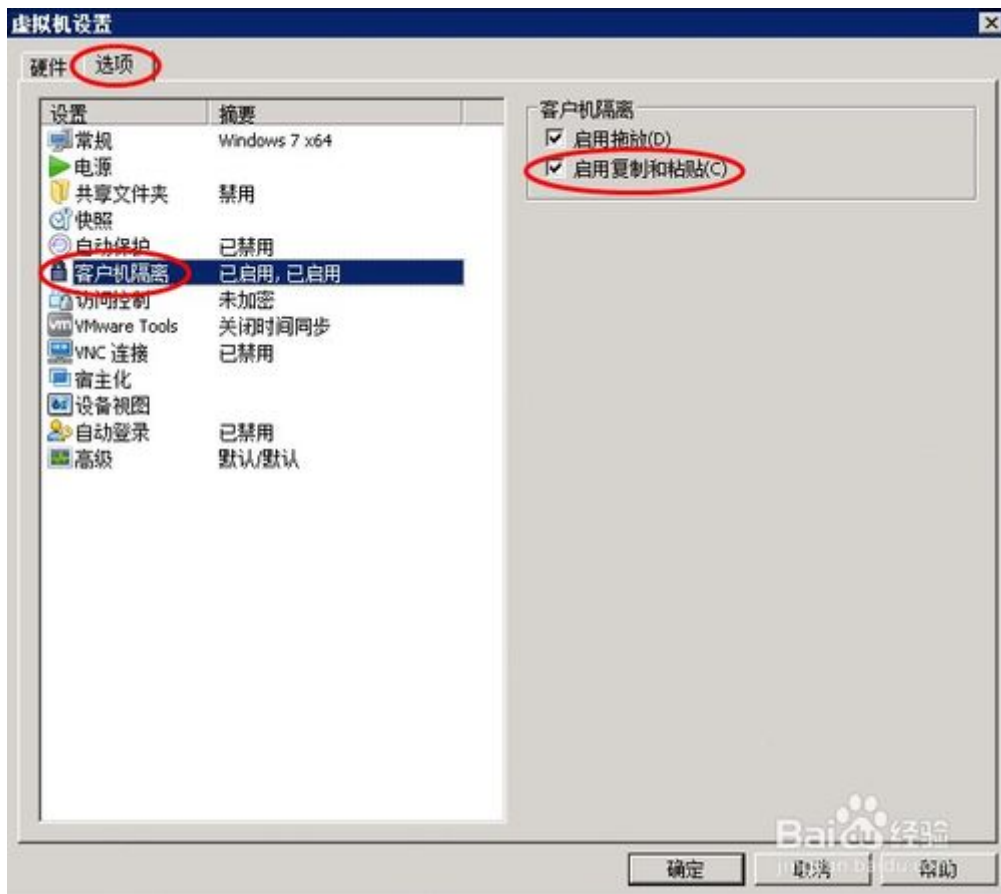 虚拟机设置
硬件 选项
设置 摘要
常规 Windows 7 x64
电源
共享文件夹 禁用
快照
自动保护 已禁用
客户机隔离 已启用, 已启用
访问控制 未加密
VMware Tools 关闭时间同步
VNC 连接 已禁用
宿主化
设备视图
自动登录 已禁用
高级 默认/默认
客户机隔离
启用拖放(D)
启用复制和粘贴(C)
Baidu 经验
确定 取消 帮助